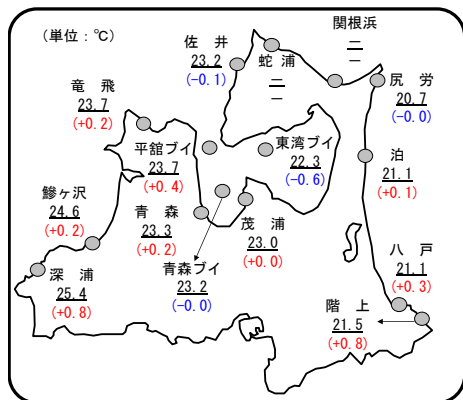 (単位：℃)
関根浜
－－
－
佐 井
23.2
(-0.1)
蛇浦
－－
－
尻 労
20.7
(-0.0)
竜 飛
23.7
(+0.2)
平舘ブイ
23.7
(+0.4)
東湾ブイ
22.3
(-0.6)
泊
21.1
(+0.1)
鰺ヶ沢
24.6
(+0.2)
青 森
23.3
(+0.2)
茂 浦
23.0
(+0.0)
八 戸
21.1
(+0.3)
深 浦
25.4
(+0.8)
青森ブイ
23.2
(-0.0)
階 上
21.5
(+0.8)